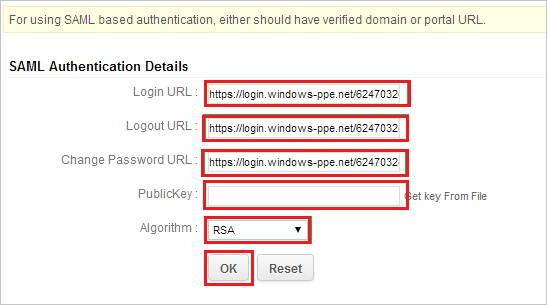 For using SAML based authentication, either should have verified domain or portal URL.
SAML Authentication Details
Login URL : https://login.windows-ppe.net/6247032
Logout URL : https://login.windows-ppe.net/6247032
Change Password URL : https://login.windows-ppe.net/6247032
PublicKey : Get key From File
Algorithm : RSA
OK Reset